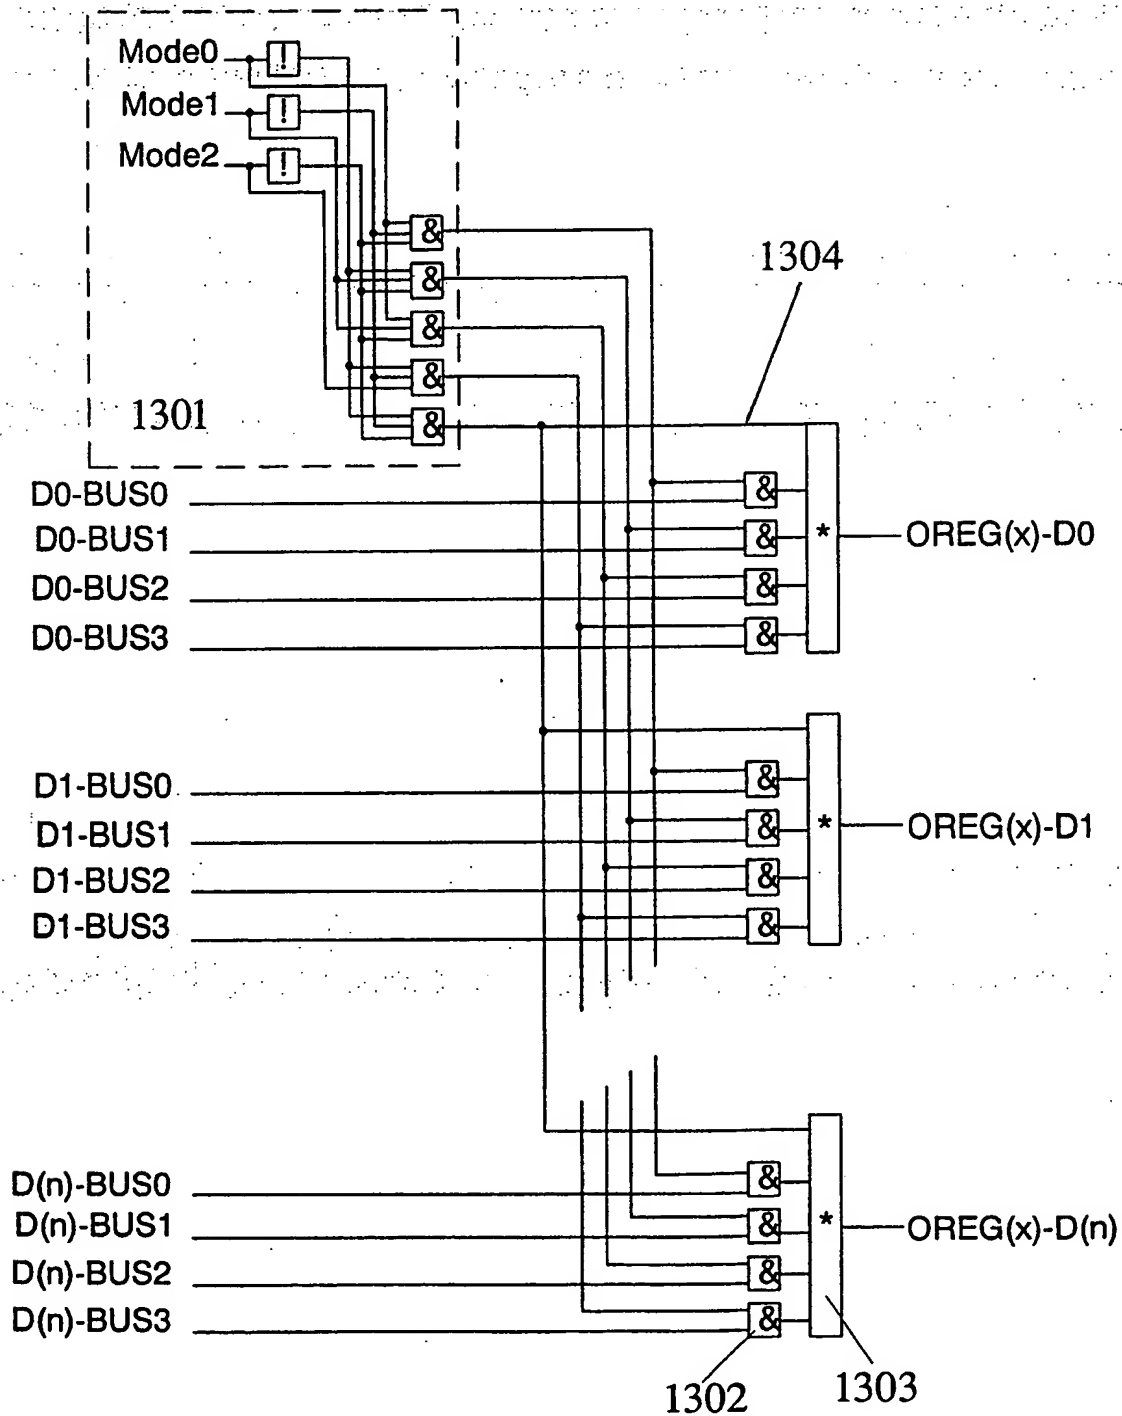 Mode0 !
Mode1 !
Mode2 !
&
&
&
&
&
1301
1304
D0-BUS0 &
D0-BUS1 & * OREG(x)-D0
D0-BUS2 &
D0-BUS3 &
D1-BUS0 &
D1-BUS1 & * OREG(x)-D1
D1-BUS2 &
D1-BUS3 &
D(n)-BUS0 &
D(n)-BUS1 & * OREG(x)-D(n)
D(n)-BUS2 &
D(n)-BUS3 &
1302
1303